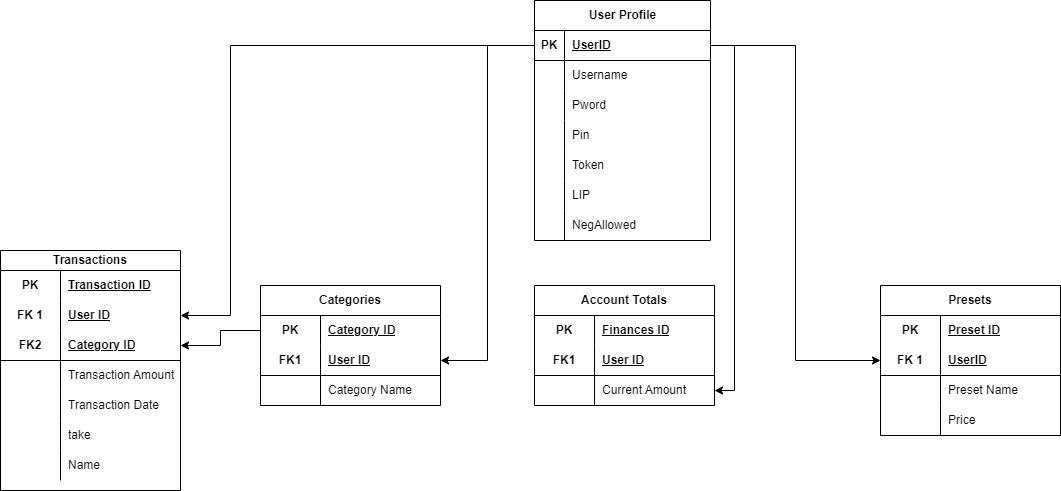 User Profile
PK UserID
Username
Pword
Pin
Token
LIP
NegAllowed
Transactions
PK Transaction ID
FK 1 User ID
FK2 Category ID
Transaction Amount
Transaction Date
take
Name
Categories
PK Category ID
FK1 User ID
Category Name
Account Totals
PK Finances ID
FK1 User ID
Current Amount
Presets
PK Preset ID
FK 1 UserID
Preset Name
Price